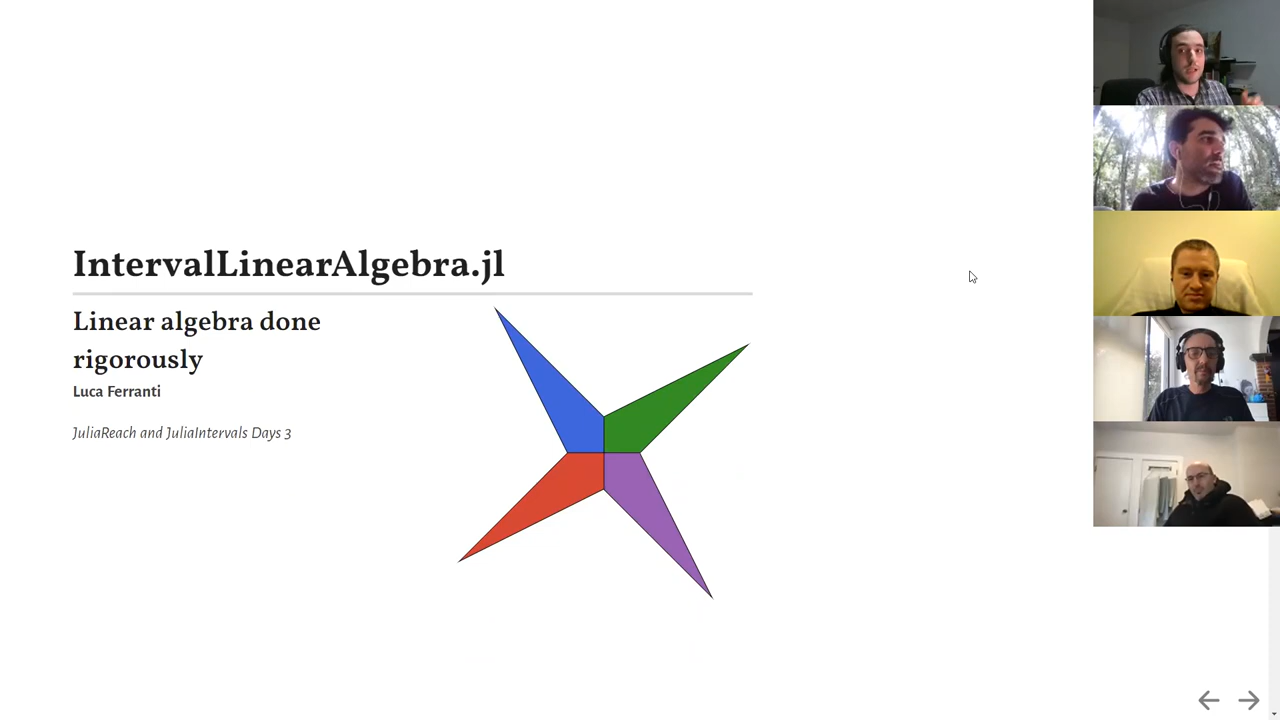 IntervalLinearAlgebra.jl
Linear algebra done
rigorously
Luca Ferranti
JuliaReach and JuliaIntervals Days 3